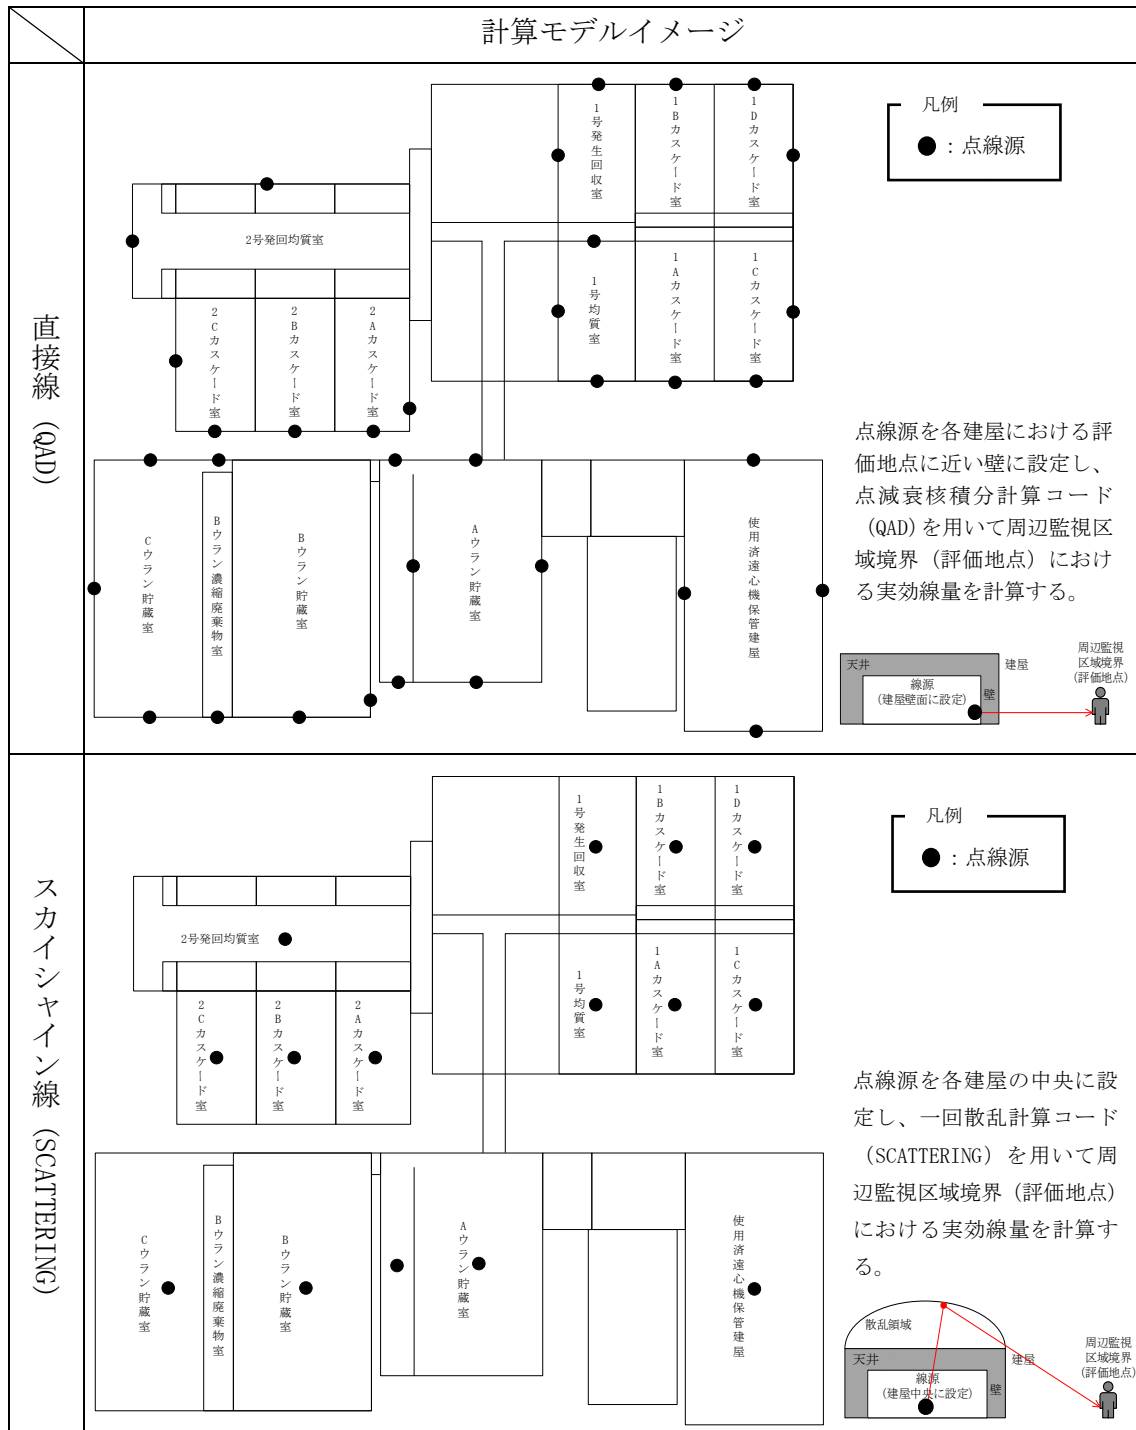 計算モデルイメージ
直接線（QAD）
凡例
●：点線源
1号発生回収室
1Bカスケード室
1Dカスケード室
2号発回均質室
1号均質室
1Aカスケード室
1Cカスケード室
2Cカスケード室
2Bカスケード室
2Aカスケード室
Cウラン貯蔵室
Bウラン濃縮廃棄物室
Bウラン貯蔵室
Aウラン貯蔵室
使用済遠心機保管建屋
点線源を各建屋における評
価地点に近い壁に設定し、
点減衰核積分計算コード
（QAD）を用いて周辺監視区
域境界（評価地点）におけ
る実効線量を計算する。
天井
建屋
線源
(建屋壁面に設定)
壁
周辺監視
区域境界
(評価地点)
スカイシャイン線（SCATTERING）
凡例
●：点線源
1号発生回収室
1Bカスケード室
1Dカスケード室
2号発回均質室
1号均質室
1Aカスケード室
1Cカスケード室
2Cカスケード室
2Bカスケード室
2Aカスケード室
Cウラン貯蔵室
Bウラン濃縮廃棄物室
Bウラン貯蔵室
Aウラン貯蔵室
使用済遠心機保管建屋
点線源を各建屋の中央に設
定し、一回散乱計算コード
（SCATTERING）を用いて周
辺監視区域境界（評価地点）
における実効線量を計算す
る。
散乱領域
天井
建屋
線源
(建屋中央に設定)
壁
周辺監視
区域境界
(評価地点)